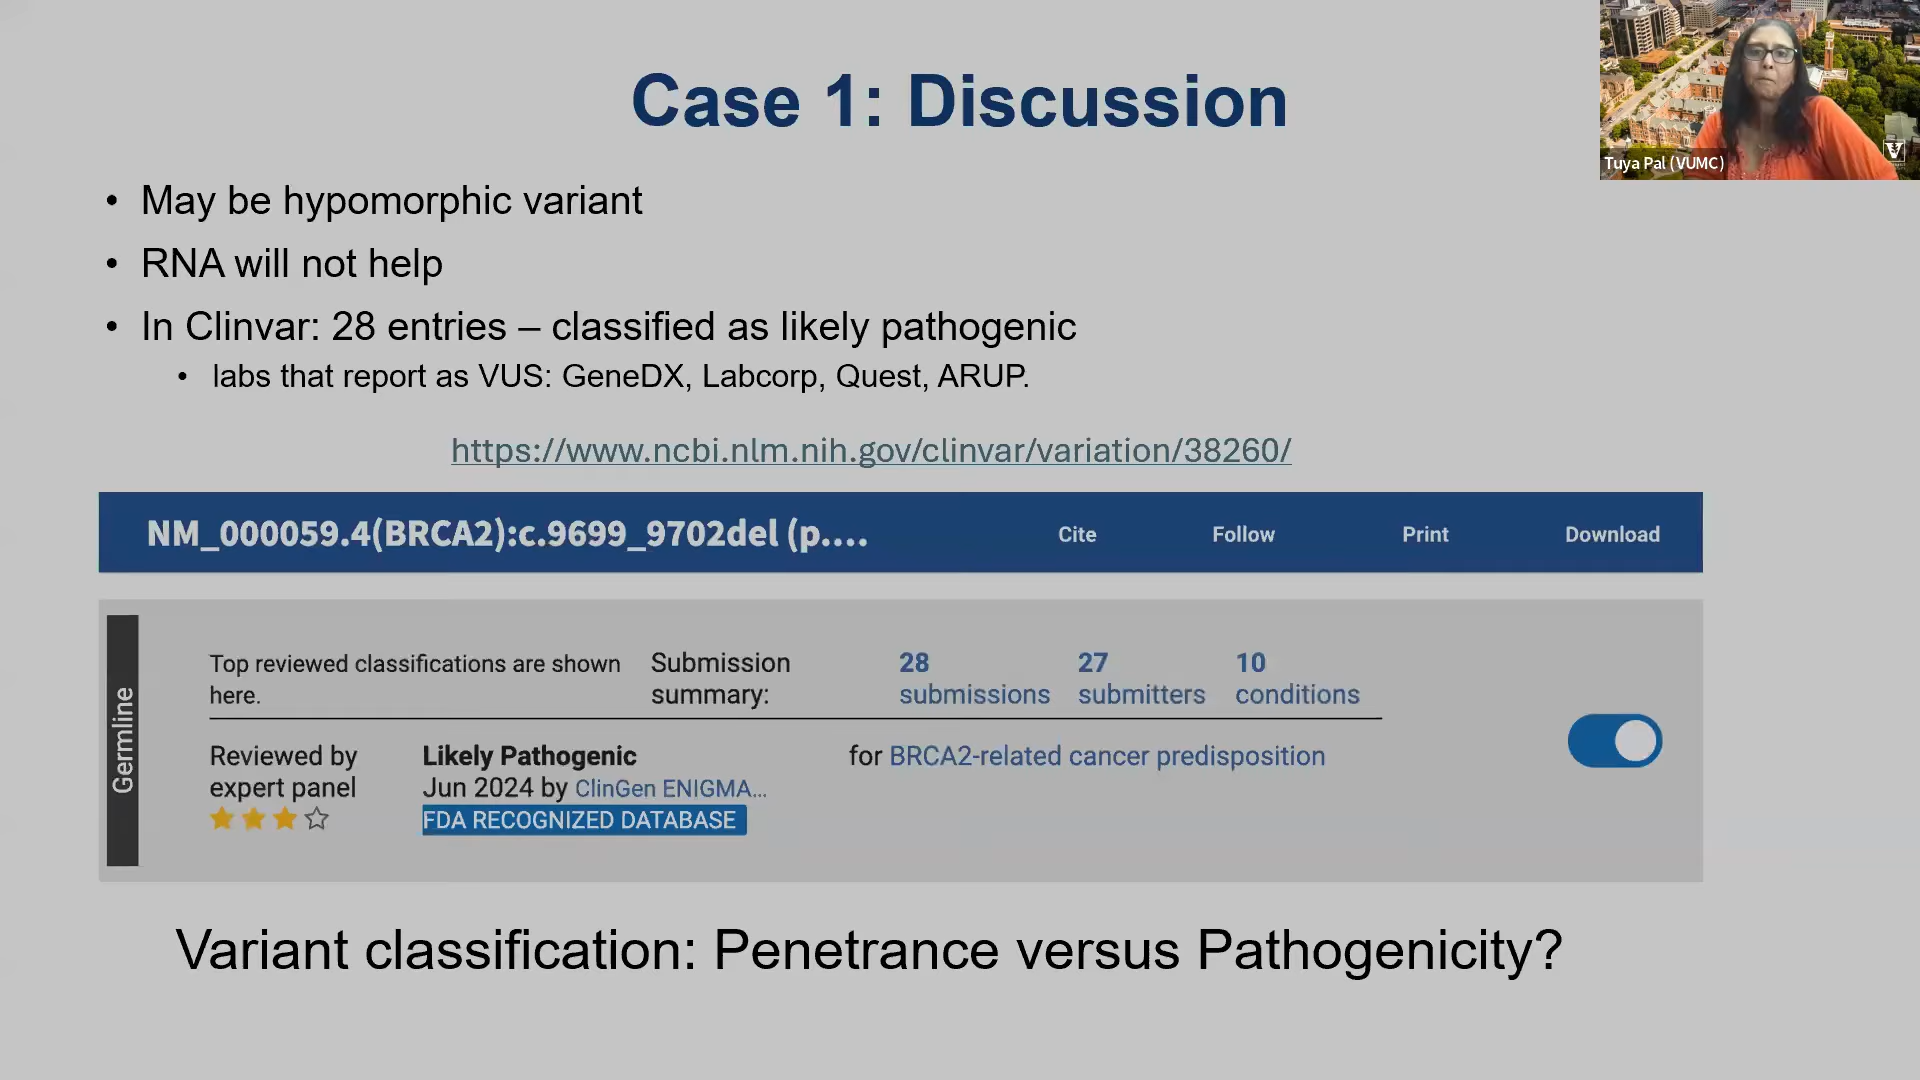 Case 1: Discussion
Tuya Pal (VUMC)
• May be hypomorphic variant
• RNA will not help
• In Clinvar: 28 entries – classified as likely pathogenic
• labs that report as VUS: GeneDX, Labcorp, Quest, ARUP.
https://www.ncbi.nlm.nih.gov/clinvar/variation/38260/
NM_000059.4(BRCA2):c.9699_9702del (p.... Cite Follow Print Download
Germline
Top reviewed classifications are shown
here.
Submission
summary:
28
submissions
27
submitters
10
conditions
Reviewed by
expert panel
Likely Pathogenic
Jun 2024 by ClinGen ENIGMA...
FDA RECOGNIZED DATABASE
for BRCA2-related cancer predisposition
Variant classification: Penetrance versus Pathogenicity?